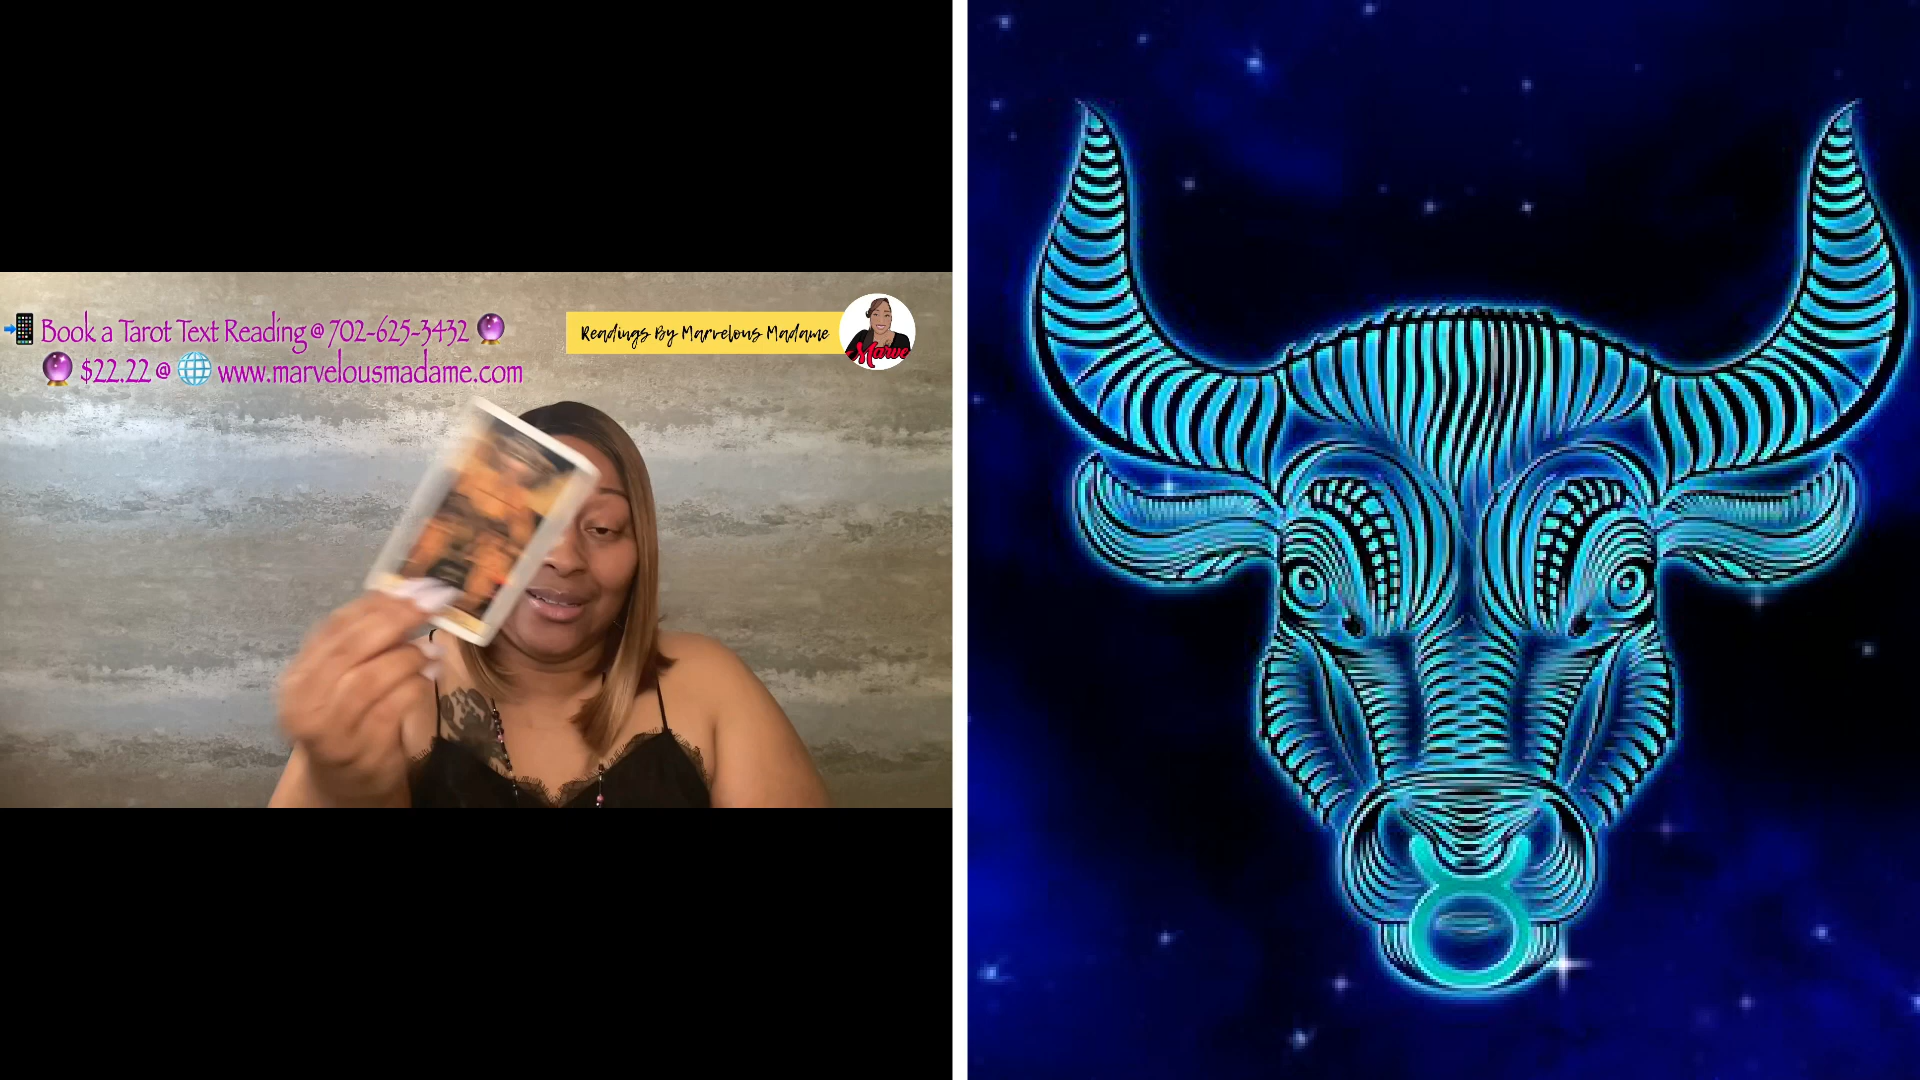 Book a Tarot Text Reading @ 702-625-3432
$22.22 @ www.marvelousmadame.com
Readings By Marvelous Madame
Marve